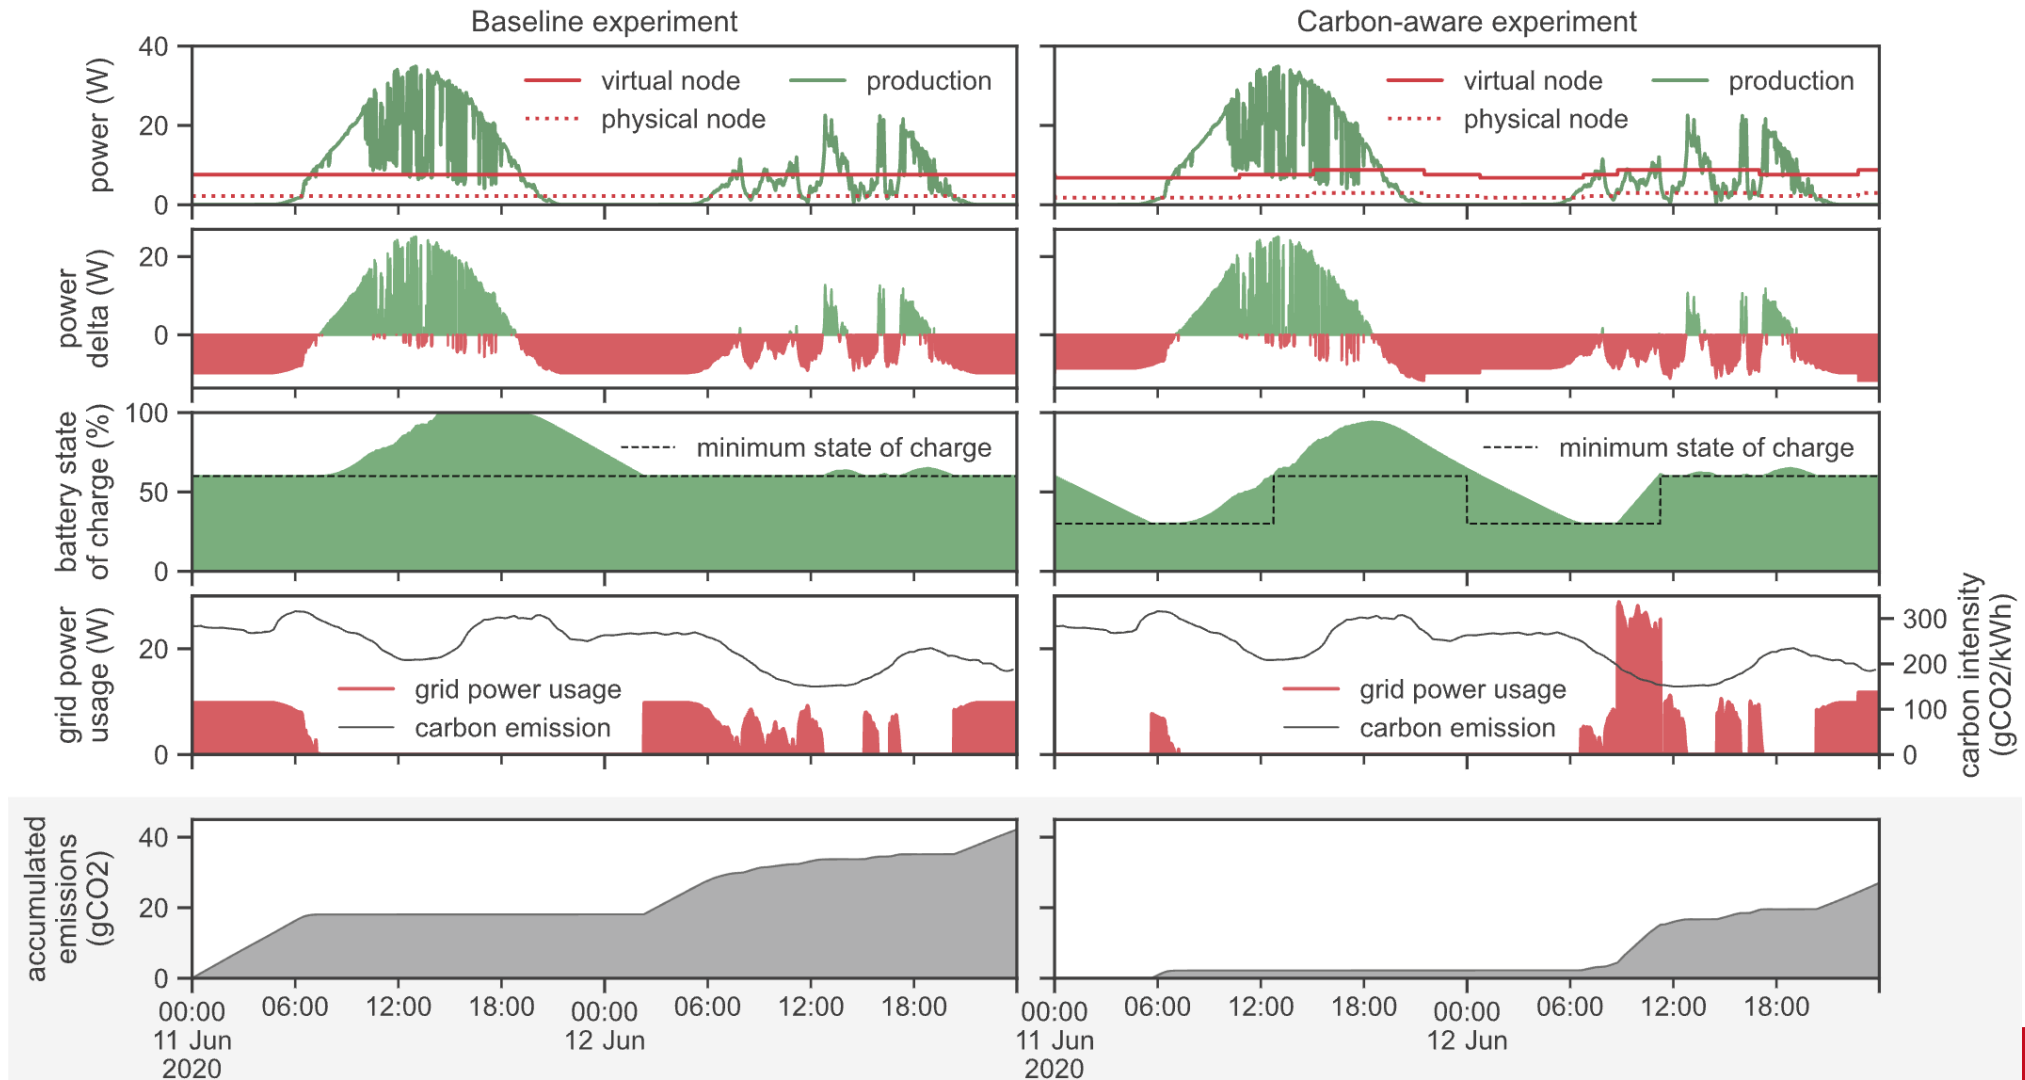 Baseline experiment
Carbon-aware experiment
power (W)
40
20
0
virtual node
production
physical node
virtual node
production
physical node
power
delta (W)
20
0
battery state
of charge (%)
100
50
0
minimum state of charge
minimum state of charge
grid power
usage (W)
20
0
grid power usage
carbon emission
grid power usage
carbon emission
300
200
100
0
carbon intensity
(gCO2/kWh)
accumulated
emissions
(gCO2)
40
20
0
00:00 06:00 12:00 18:00 00:00 06:00 12:00 18:00
11 Jun 12 Jun
2020
00:00 06:00 12:00 18:00 00:00 06:00 12:00 18:00
11 Jun 12 Jun
2020